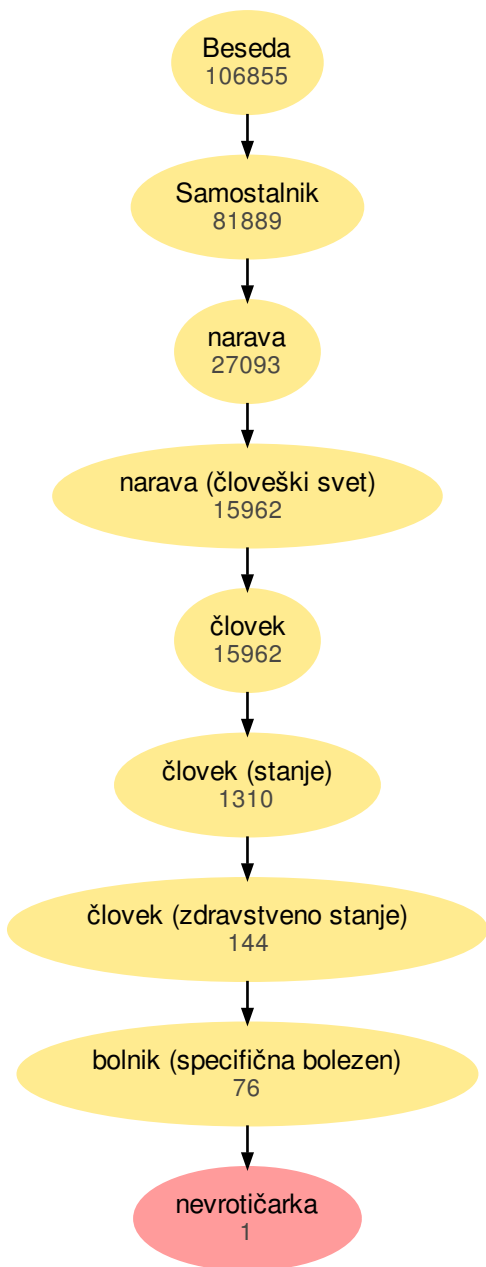 Beseda
106855
Samostalnik
81889
narava
27093
narava (človeški svet)
15962
človek
15962
človek (stanje)
1310
človek (zdravstveno stanje)
144
bolnik (specifična bolezen)
76
nevrotičarka
1